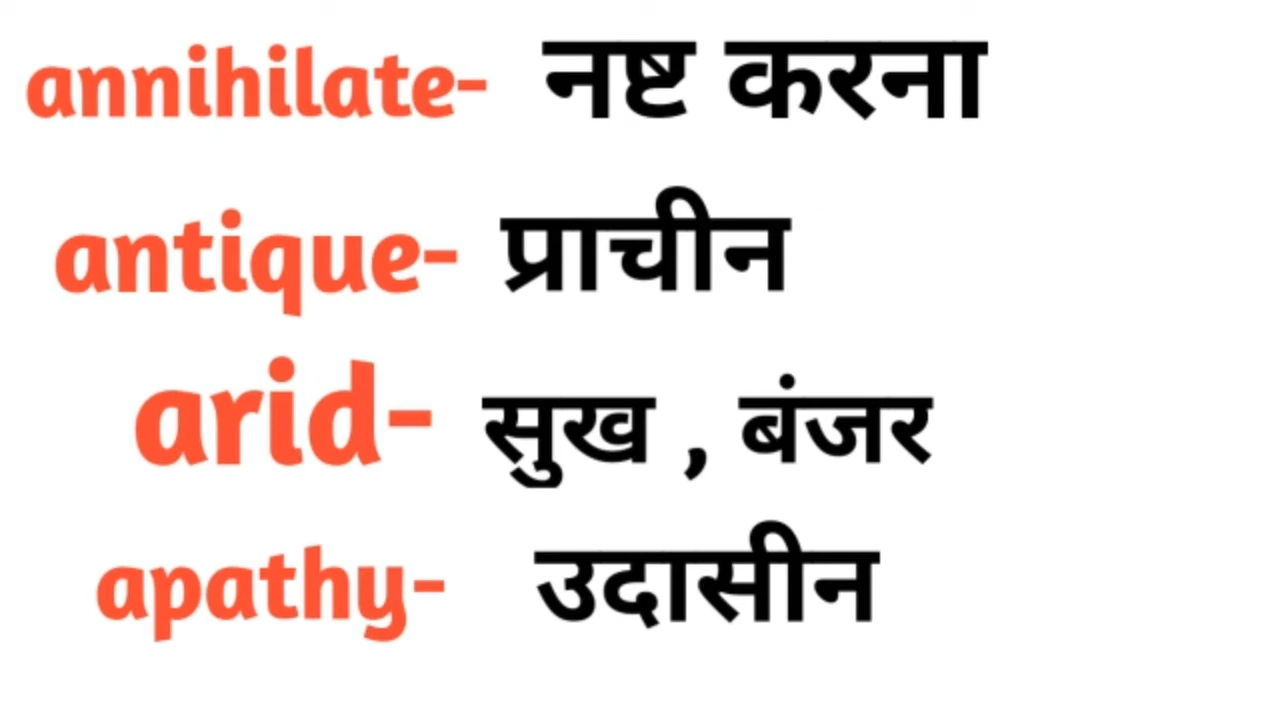 annihilate- नष्ट करना
antique- प्राचीन
arid- सुख , बंजर
apathy- उदासीन